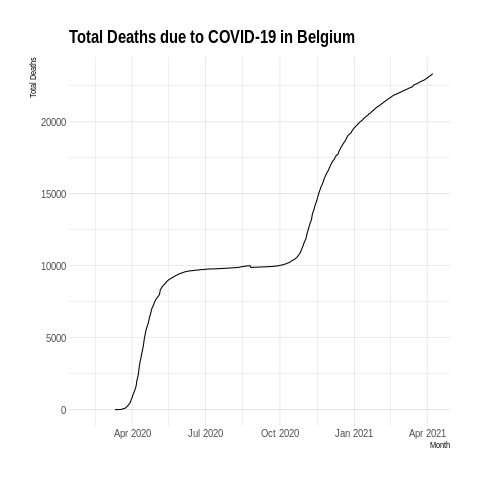 Total Deaths due to COVID-19 in Belgium
Total Deaths
20000
15000
10000
5000
0
Apr 2020 Jul 2020 Oct 2020 Jan 2021 Apr 2021
Month